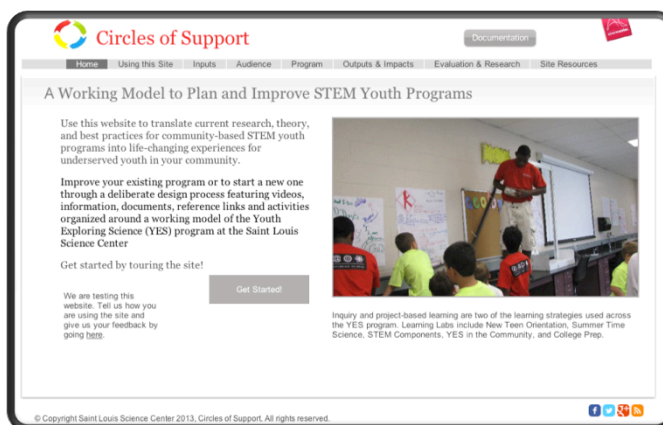 Circles of Support
Documentation
Home Using this Site Inputs Audience Program Outputs & Impacts Evaluation & Research Site Resources
A Working Model to Plan and Improve STEM Youth Programs
Use this website to translate current research, theory,
and best practices for community-based STEM youth
programs into life-changing experiences for
underserved youth in your community.
Improve your existing program or to start a new one
through a deliberate design process featuring videos,
information, documents, reference links and activities
organized around a working model of the Youth
Exploring Science (YES) program at the Saint Louis
Science Center
Get started by touring the site!
Get Started!
We are testing this
website. Tell us how you
are using the site and
give us your feedback by
going here.
Inquiry and project-based learning are two of the learning strategies used across
the YES program. Learning Labs include New Teen Orientation, Summer Time
Science, STEM Components, YES in the Community, and College Prep.
© Copyright Saint Louis Science Center 2013, Circles of Support. All rights reserved.